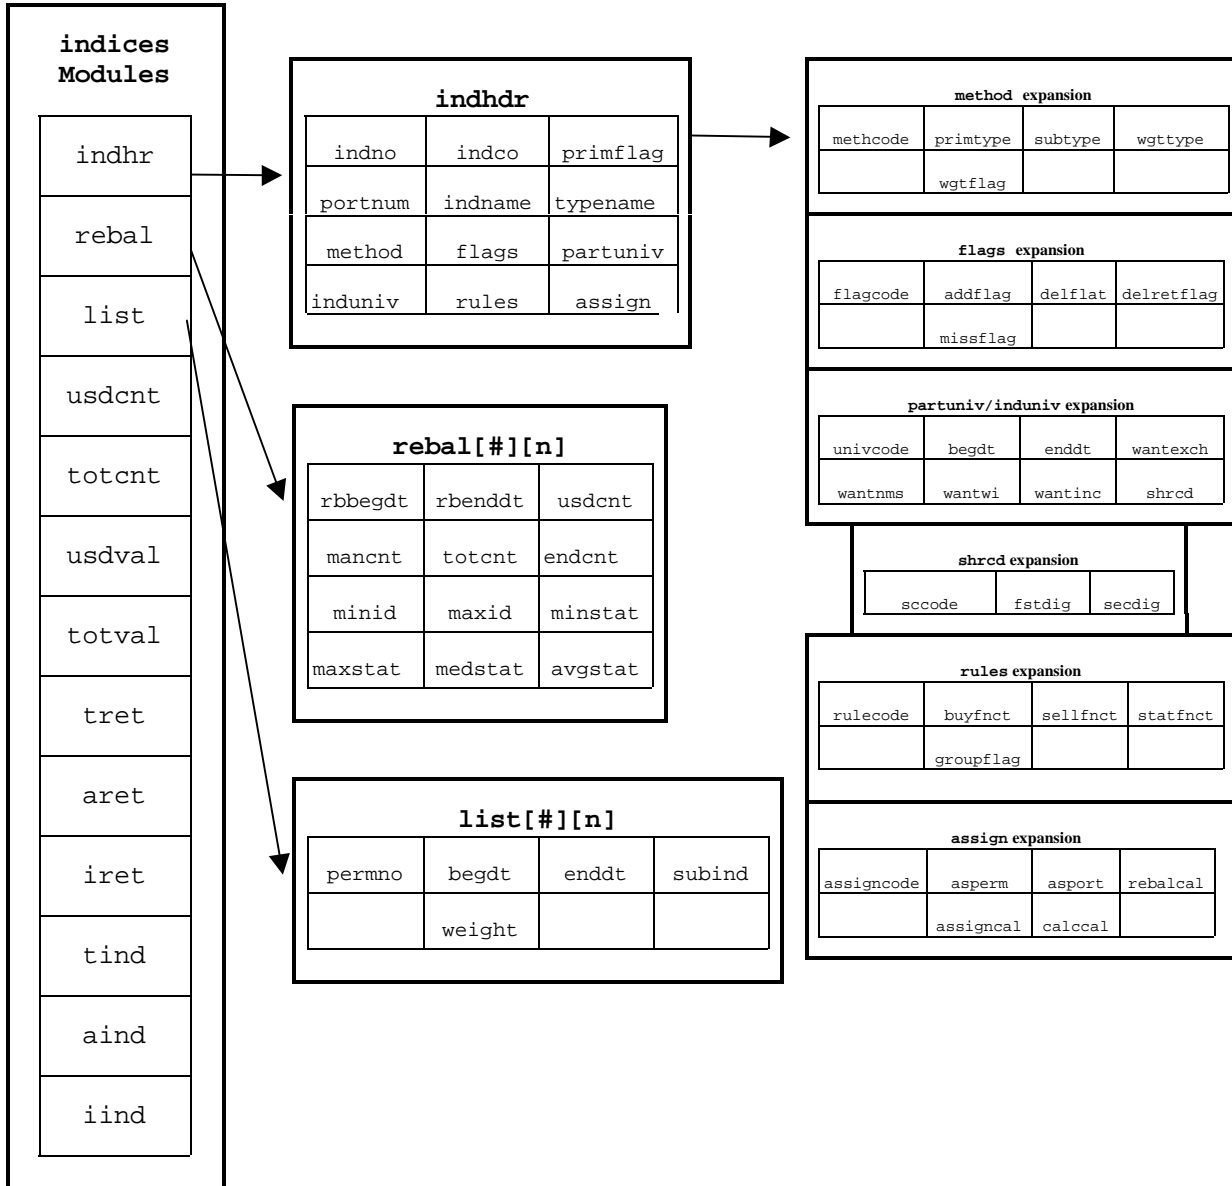 indices
Modules
indhr
rebal
list
usdcnt
totcnt
usdval
totval
tret
aret
iret
tind
aind
iind
indhdr
indno indco primflag
portnum indname typename
method flags partuniv
induniv rules assign
rebal[#][n]
rbbegdt rbenddt usdcnt
mancnt totcnt endcnt
minid maxid minstat
maxstat medstat avgstat
list[#][n]
permno begdt enddt subind
weight
method expansion
methcode primtype subtype wgttype
wgtflag
flags expansion
flagcode addflag delflat delretflag
missflag
partuniv/induniv expansion
univcode begdt enddt wantexch
wantnms wantwi wantinc shrcd
shrcd expansion
sccode fstdig secdig
rules expansion
rulecode buyfnct sellfnct statfnct
groupflag
assign expansion
assigncode asperm asport rebalcal
assigncal calccal